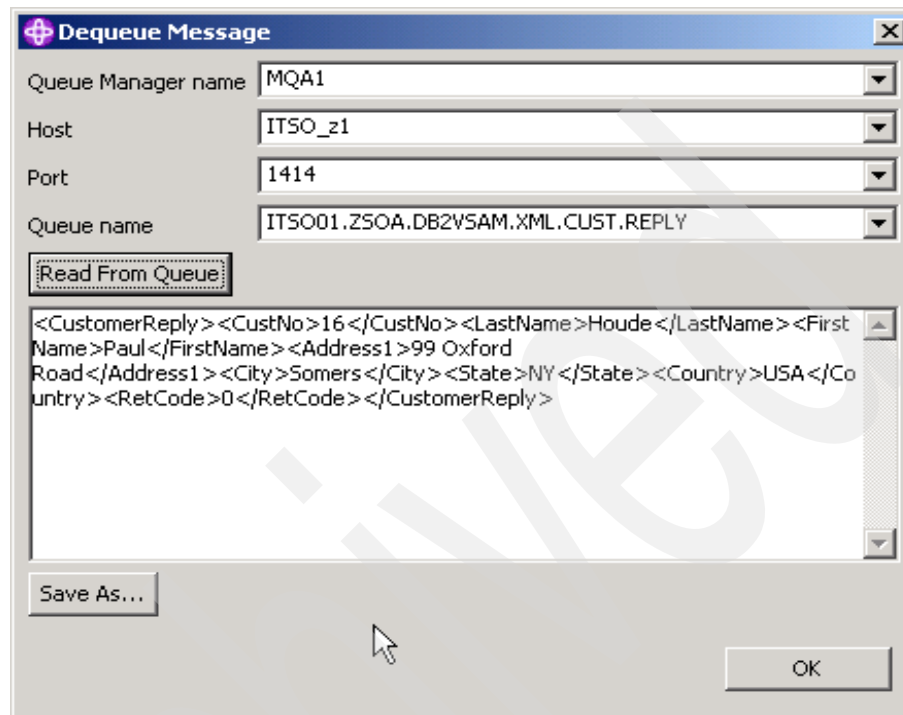 Dequeue Message
Queue Manager name MQA1
Host ITSO_z1
Port 1414
Queue name ITSO01.ZSOA.DB2VSAM.XML.CUST.REPLY
Read From Queue
<CustomerReply><CustNo>16</CustNo><LastName>Houde</LastName><First
Name>Paul</FirstName><Address1>99 Oxford
Road</Address1><City>Somers</City><State>NY</State><Country>USA</Co
untry><RetCode>0</RetCode></CustomerReply>
Save As...
OK